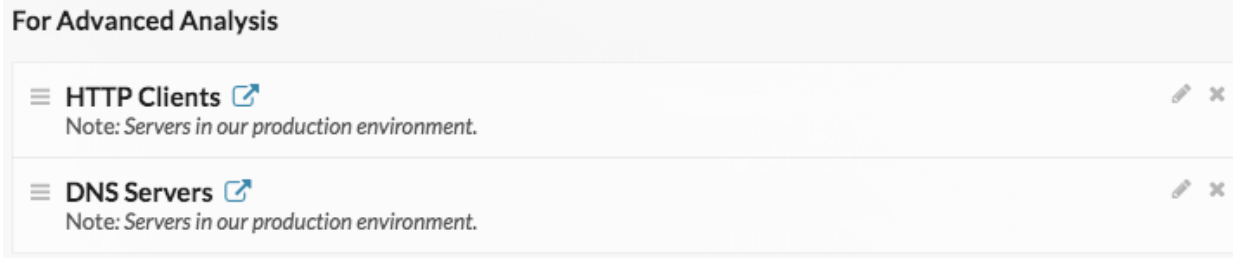 For Advanced Analysis
HTTP Clients
Note: Servers in our production environment.
DNS Servers
Note: Servers in our production environment.